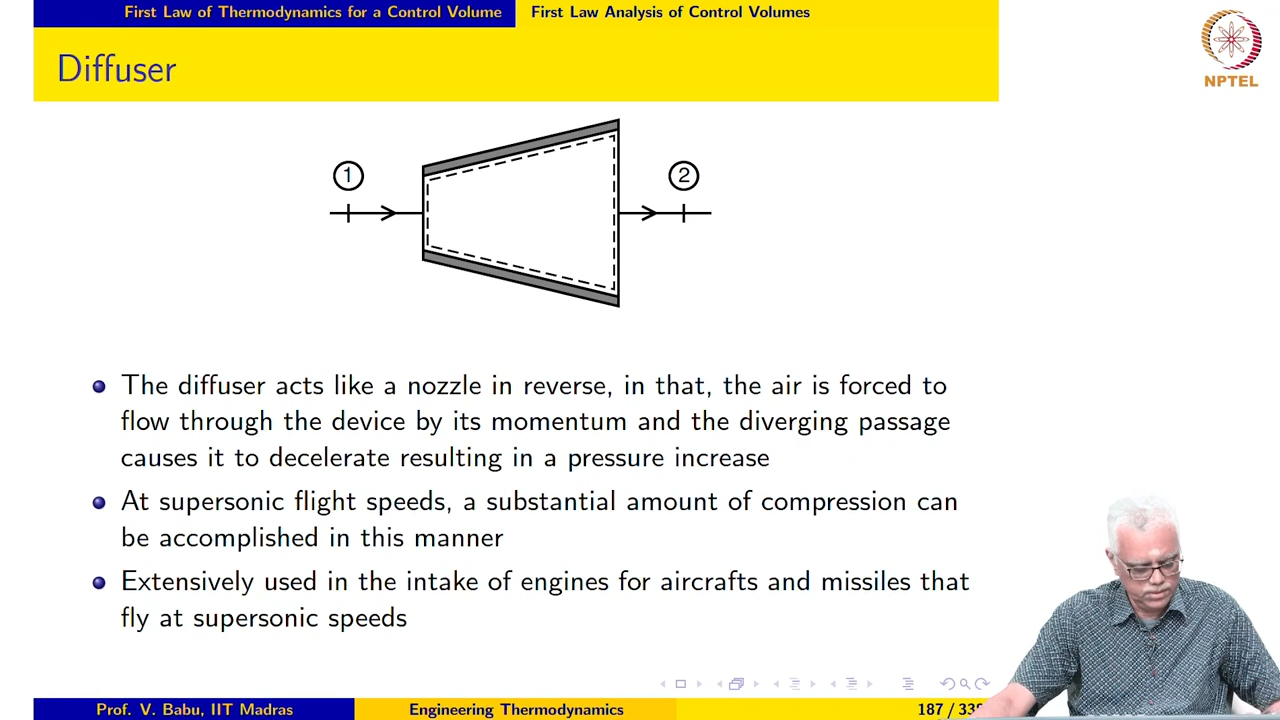 First Law of Thermodynamics for a Control Volume First Law Analysis of Control Volumes
Diffuser
NPTEL
1
2
The diffuser acts like a nozzle in reverse, in that, the air is forced to
flow through the device by its momentum and the diverging passage
causes it to decelerate resulting in a pressure increase
At supersonic flight speeds, a substantial amount of compression can
be accomplished in this manner
Extensively used in the intake of engines for aircrafts and missiles that
fly at supersonic speeds
Prof. V. Babu, IIT Madras Engineering Thermodynamics 187 /